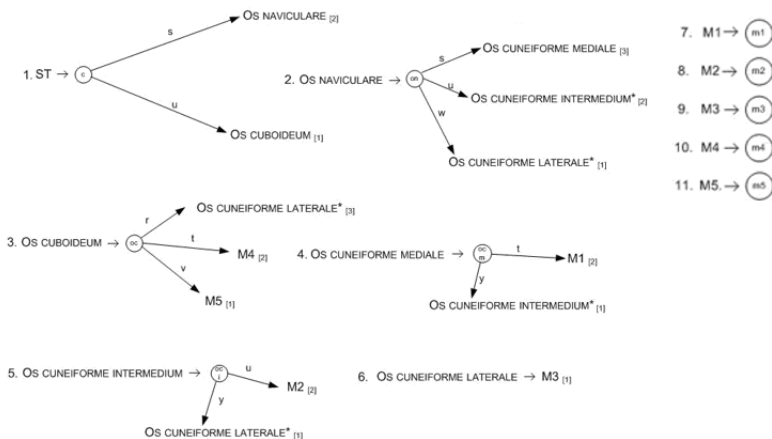 s
OS NAVICULARE [2]
1. ST → c
u
OS CUBOIDEUM [1]
s
OS CUNEIFORME MEDIALE [3]
2. OS NAVICULARE → on
u
OS CUNEIFORME INTERMEDIUM* [2]
w
OS CUNEIFORME LATERALE* [1]
7. M1 → m1
8. M2 → m2
9. M3 → m3
10. M4 → m4
11. M5. → m5
r
OS CUNEIFORME LATERALE* [3]
3. OS CUBOIDEUM → oc
t
M4 [2]
v
M5 [1]
4. OS CUNEIFORME MEDIALE → oc m
t
M1 [2]
y
OS CUNEIFORME INTERMEDIUM* [1]
5. OS CUNEIFORME INTERMEDIUM → oc i
u
M2 [2]
y
OS CUNEIFORME LATERALE* [1]
6. OS CUNEIFORME LATERALE → M3 [1]